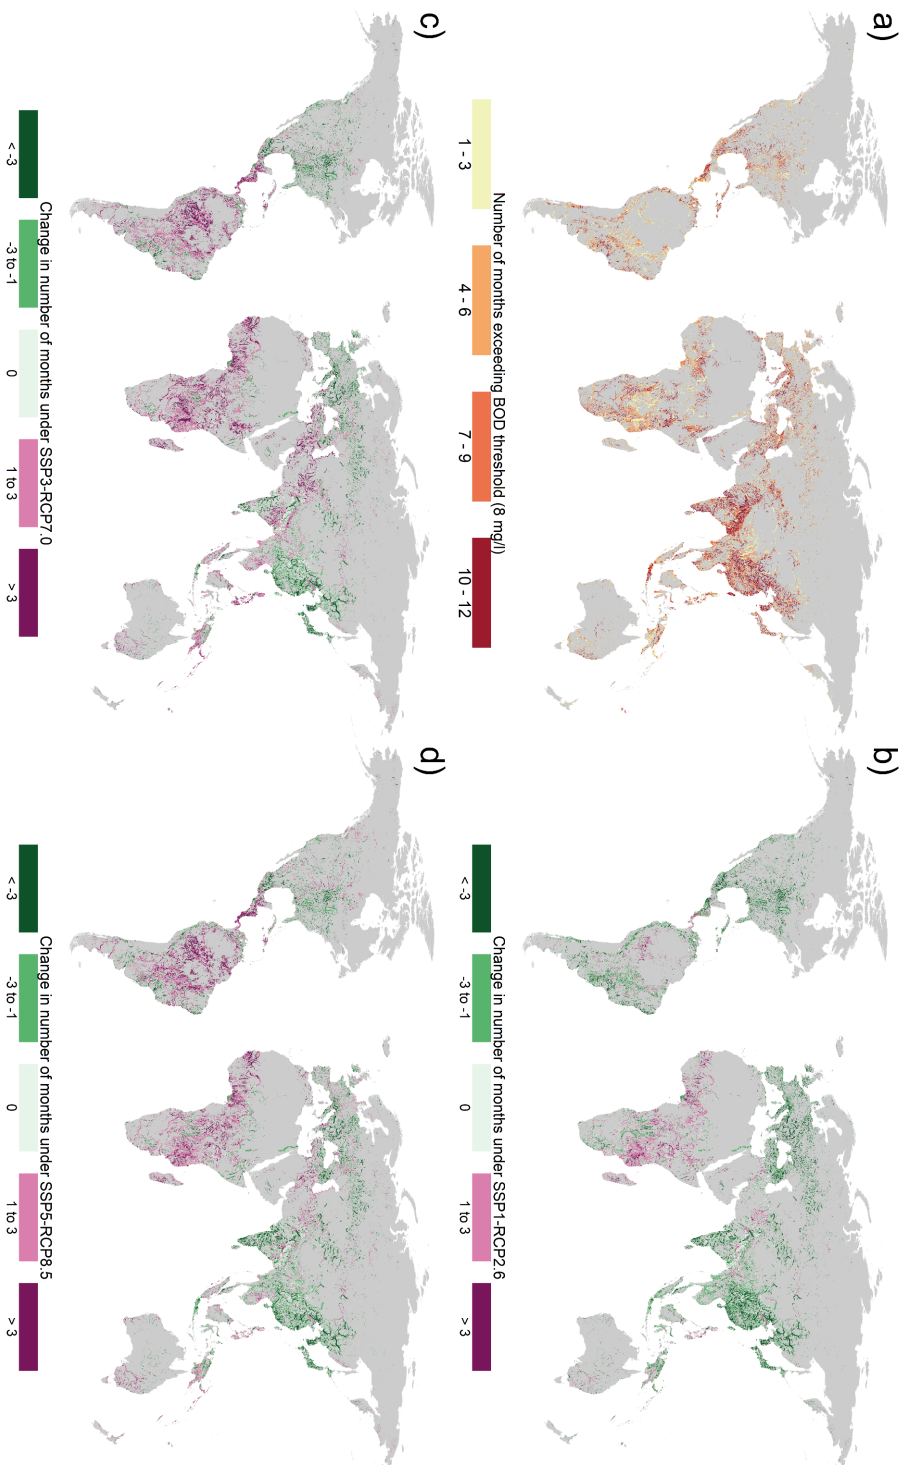 a)
Number of months exceeding BOD threshold (8 mg/l)
1 - 3
4 - 6
7 - 9
10 - 12
b)
Change in number of months under SSP1-RCP2.6
< -3
-3 to -1
0
1 to 3
> 3
c)
Change in number of months under SSP3-RCP7.0
< -3
-3 to -1
0
1 to 3
> 3
d)
Change in number of months under SSP5-RCP8.5
< -3
-3 to -1
0
1 to 3
> 3